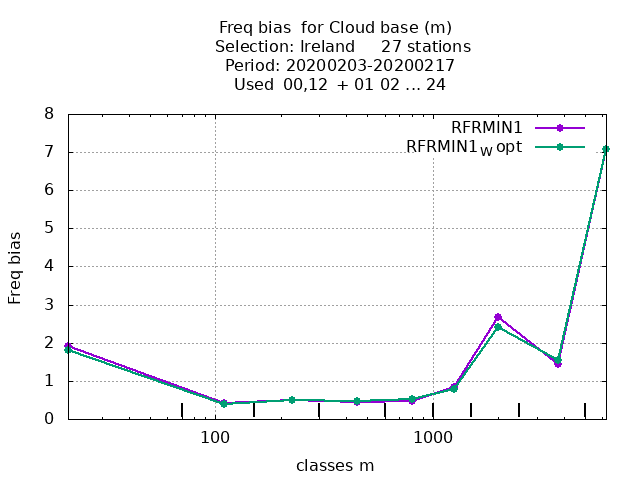 Freq bias  for Cloud base (m)
Selection: Ireland     27 stations
Period: 20200203-20200217
Used  00,12  + 01 02 ... 24
RFRMIN1
RFRMIN1_W opt
8
7
6
5
4
3
2
1
0
Freq bias
100
1000
classes m